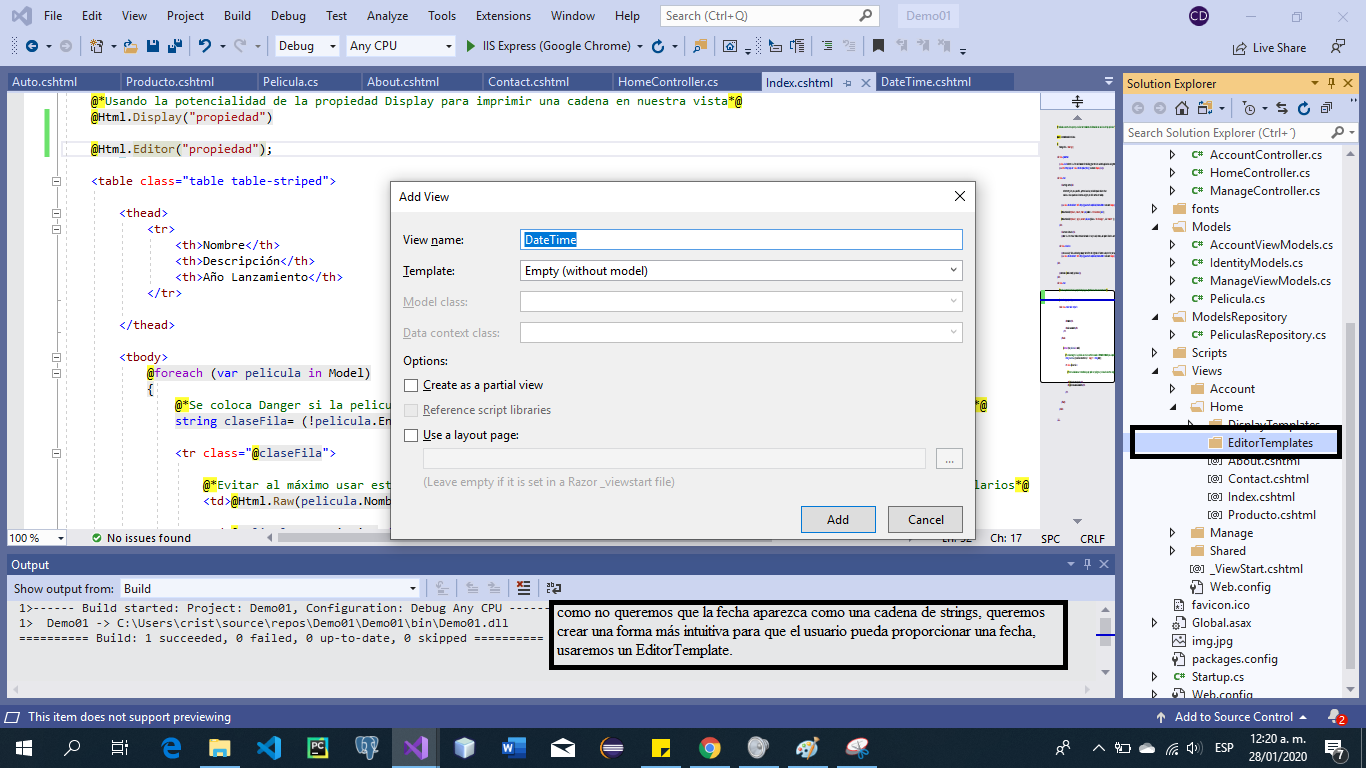 File Edit View Project Build Debug Test Analyze Tools Extensions Window Help Search (Ctrl+Q) Demo01 CD
Debug Any CPU IIS Express (Google Chrome) Live Share
Auto.cshtml Producto.cshtml Pelicula.cs About.cshtml Contact.cshtml HomeController.cs Index.cshtml DateTime.cshtml
@*Usando la potencialidad de la propiedad Display para imprimir una cadena en nuestra vista*@
@Html.Display("propiedad")
@Html.Editor("propiedad");
<table class="table table-striped">
<thead>
<tr>
<th>Nombre</th>
<th>Descripción</th>
<th>Año Lanzamiento</th>
</tr>
</thead>
<tbody>
@foreach (var pelicula in Model)
{
@*Se coloca Danger si la pelicu *@
string claseFila= (!pelicula.En
<tr class="@claseFila">
@*Evitar al máximo usar est larios*@
<td>@Html.Raw(pelicula.Nomb
100 % No issues found Ch: 17 SPC CRLF
Add View
View name: DateTime
Template: Empty (without model)
Model class:
Data context class:
Options:
Create as a partial view
Reference script libraries
Use a layout page:
...
(Leave empty if it is set in a Razor _viewstart file)
Add Cancel
Output
Show output from: Build
1>------ Build started: Project: Demo01, Configuration: Debug Any CPU ------
1> Demo01 -> C:\Users\crist\source\repos\Demo01\Demo01\bin\Demo01.dll
========== Build: 1 succeeded, 0 failed, 0 up-to-date, 0 skipped ==========
como no queremos que la fecha aparezca como una cadena de strings, queremos
crear una forma más intuitiva para que el usuario pueda proporcionar una fecha,
usaremos un EditorTemplate.
Solution Explorer
Search Solution Explorer (Ctrl+´)
C# AccountController.cs
C# HomeController.cs
C# ManageController.cs
fonts
Models
C# AccountViewModels.cs
C# IdentityModels.cs
C# ManageViewModels.cs
C# Pelicula.cs
ModelsRepository
C# PeliculasRepository.cs
Scripts
Views
Account
Home
DisplayTemplates
EditorTemplates
About.cshtml
Contact.cshtml
Index.cshtml
Producto.cshtml
Manage
Shared
_ViewStart.cshtml
Web.config
favicon.ico
Global.asax
img.jpg
packages.config
C# Startup.cs
Web.config
This item does not support previewing Add to Source Control 2
PC W ESP 12:20 a. m.
28/01/2020 7